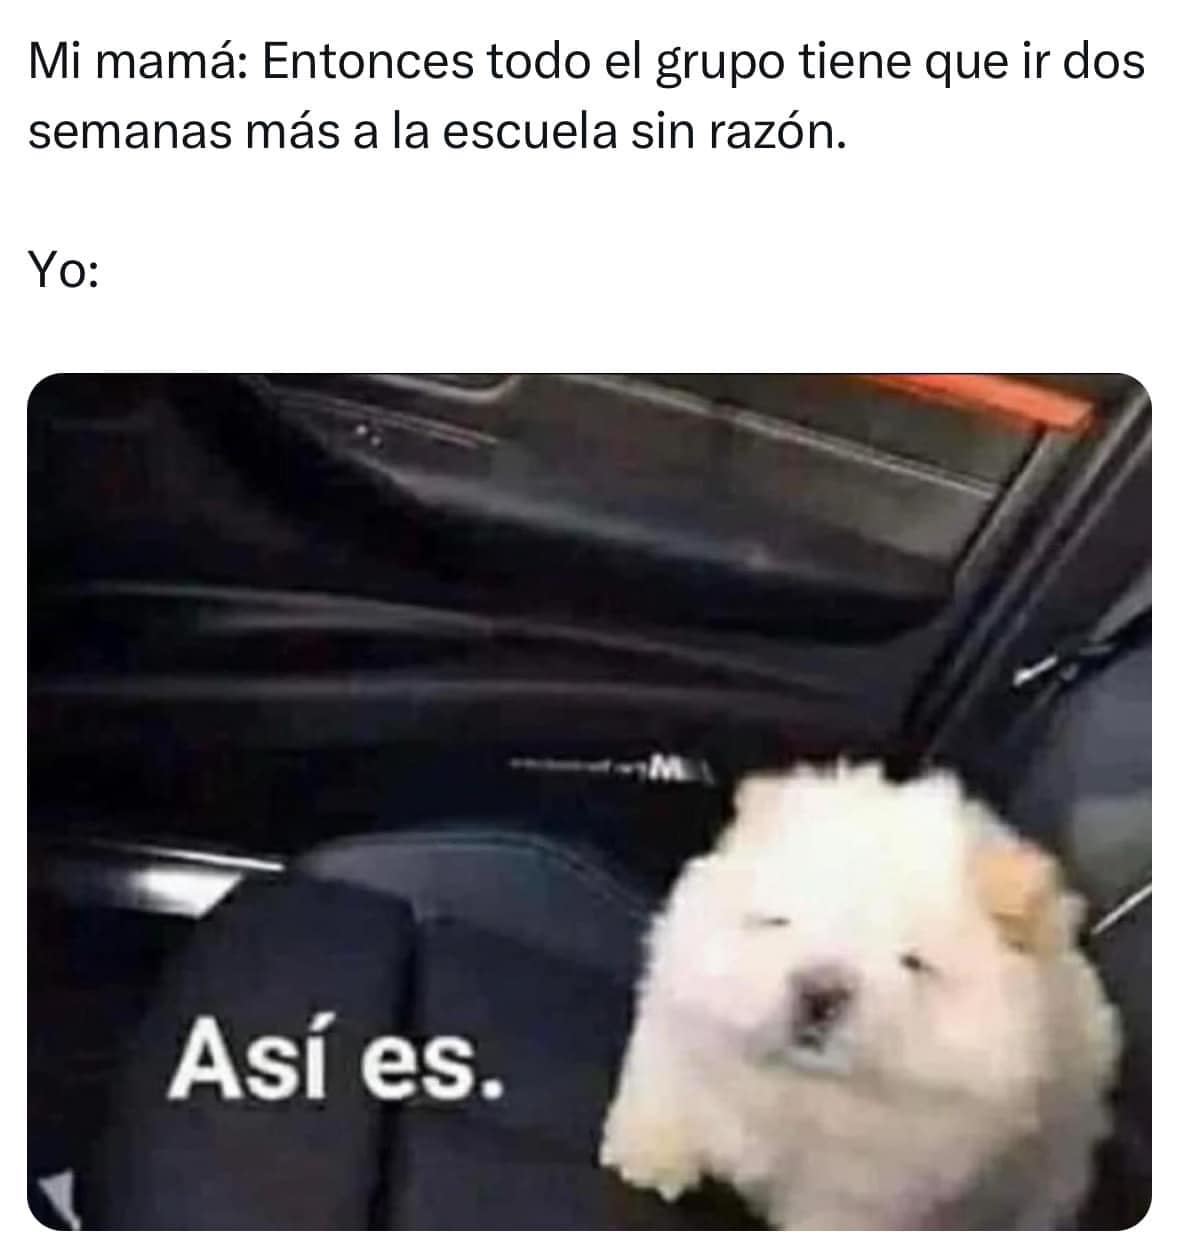 Mi mamá: Entonces todo el grupo tiene que ir dos
semanas más a la escuela sin razón.
Yo:
Así es.